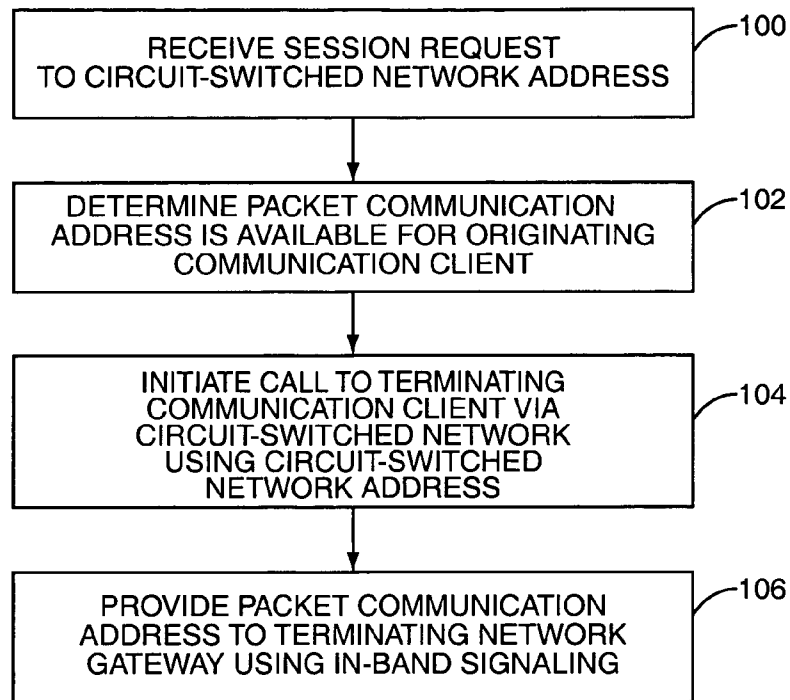 RECEIVE SESSION REQUEST
TO CIRCUIT-SWITCHED NETWORK ADDRESS
100
DETERMINE PACKET COMMUNICATION
ADDRESS IS AVAILABLE FOR ORIGINATING
COMMUNICATION CLIENT
102
INITIATE CALL TO TERMINATING
COMMUNICATION CLIENT VIA
CIRCUIT-SWITCHED NETWORK
USING CIRCUIT-SWITCHED
NETWORK ADDRESS
104
PROVIDE PACKET COMMUNICATION
ADDRESS TO TERMINATING NETWORK
GATEWAY USING IN-BAND SIGNALING
106